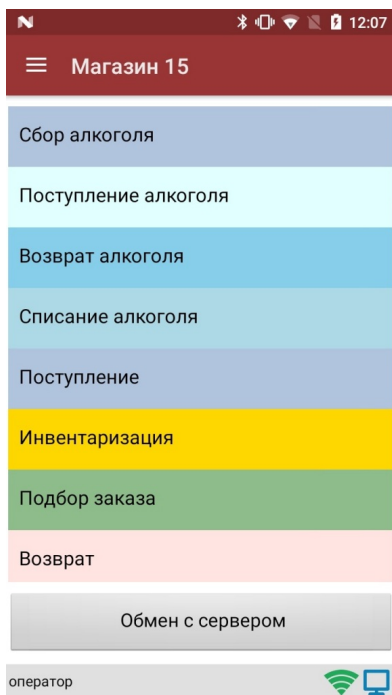 12:07
Магазин 15
Сбор алкоголя
Поступление алкоголя
Возврат алкоголя
Списание алкоголя
Поступление
Инвентаризация
Подбор заказа
Возврат
Обмен с сервером
оператор